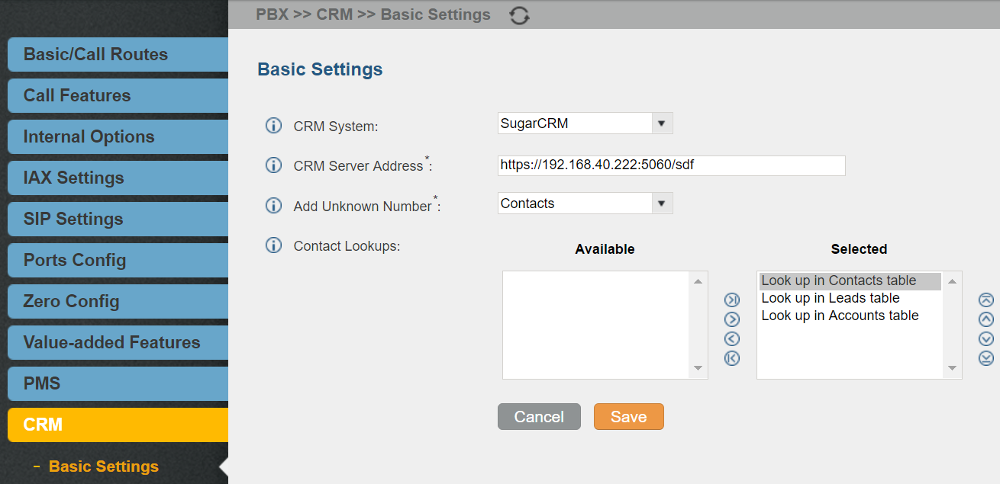 PBX >> CRM >> Basic Settings
Basic/Call Routes
Call Features
Internal Options
IAX Settings
SIP Settings
Ports Config
Zero Config
Value-added Features
PMS
CRM
- Basic Settings
Basic Settings
CRM System: SugarCRM
CRM Server Address*: https://192.168.40.222:5060/sdf
Add Unknown Number*: Contacts
Contact Lookups:
Available
Selected
Look up in Contacts table
Look up in Leads table
Look up in Accounts table
Cancel Save